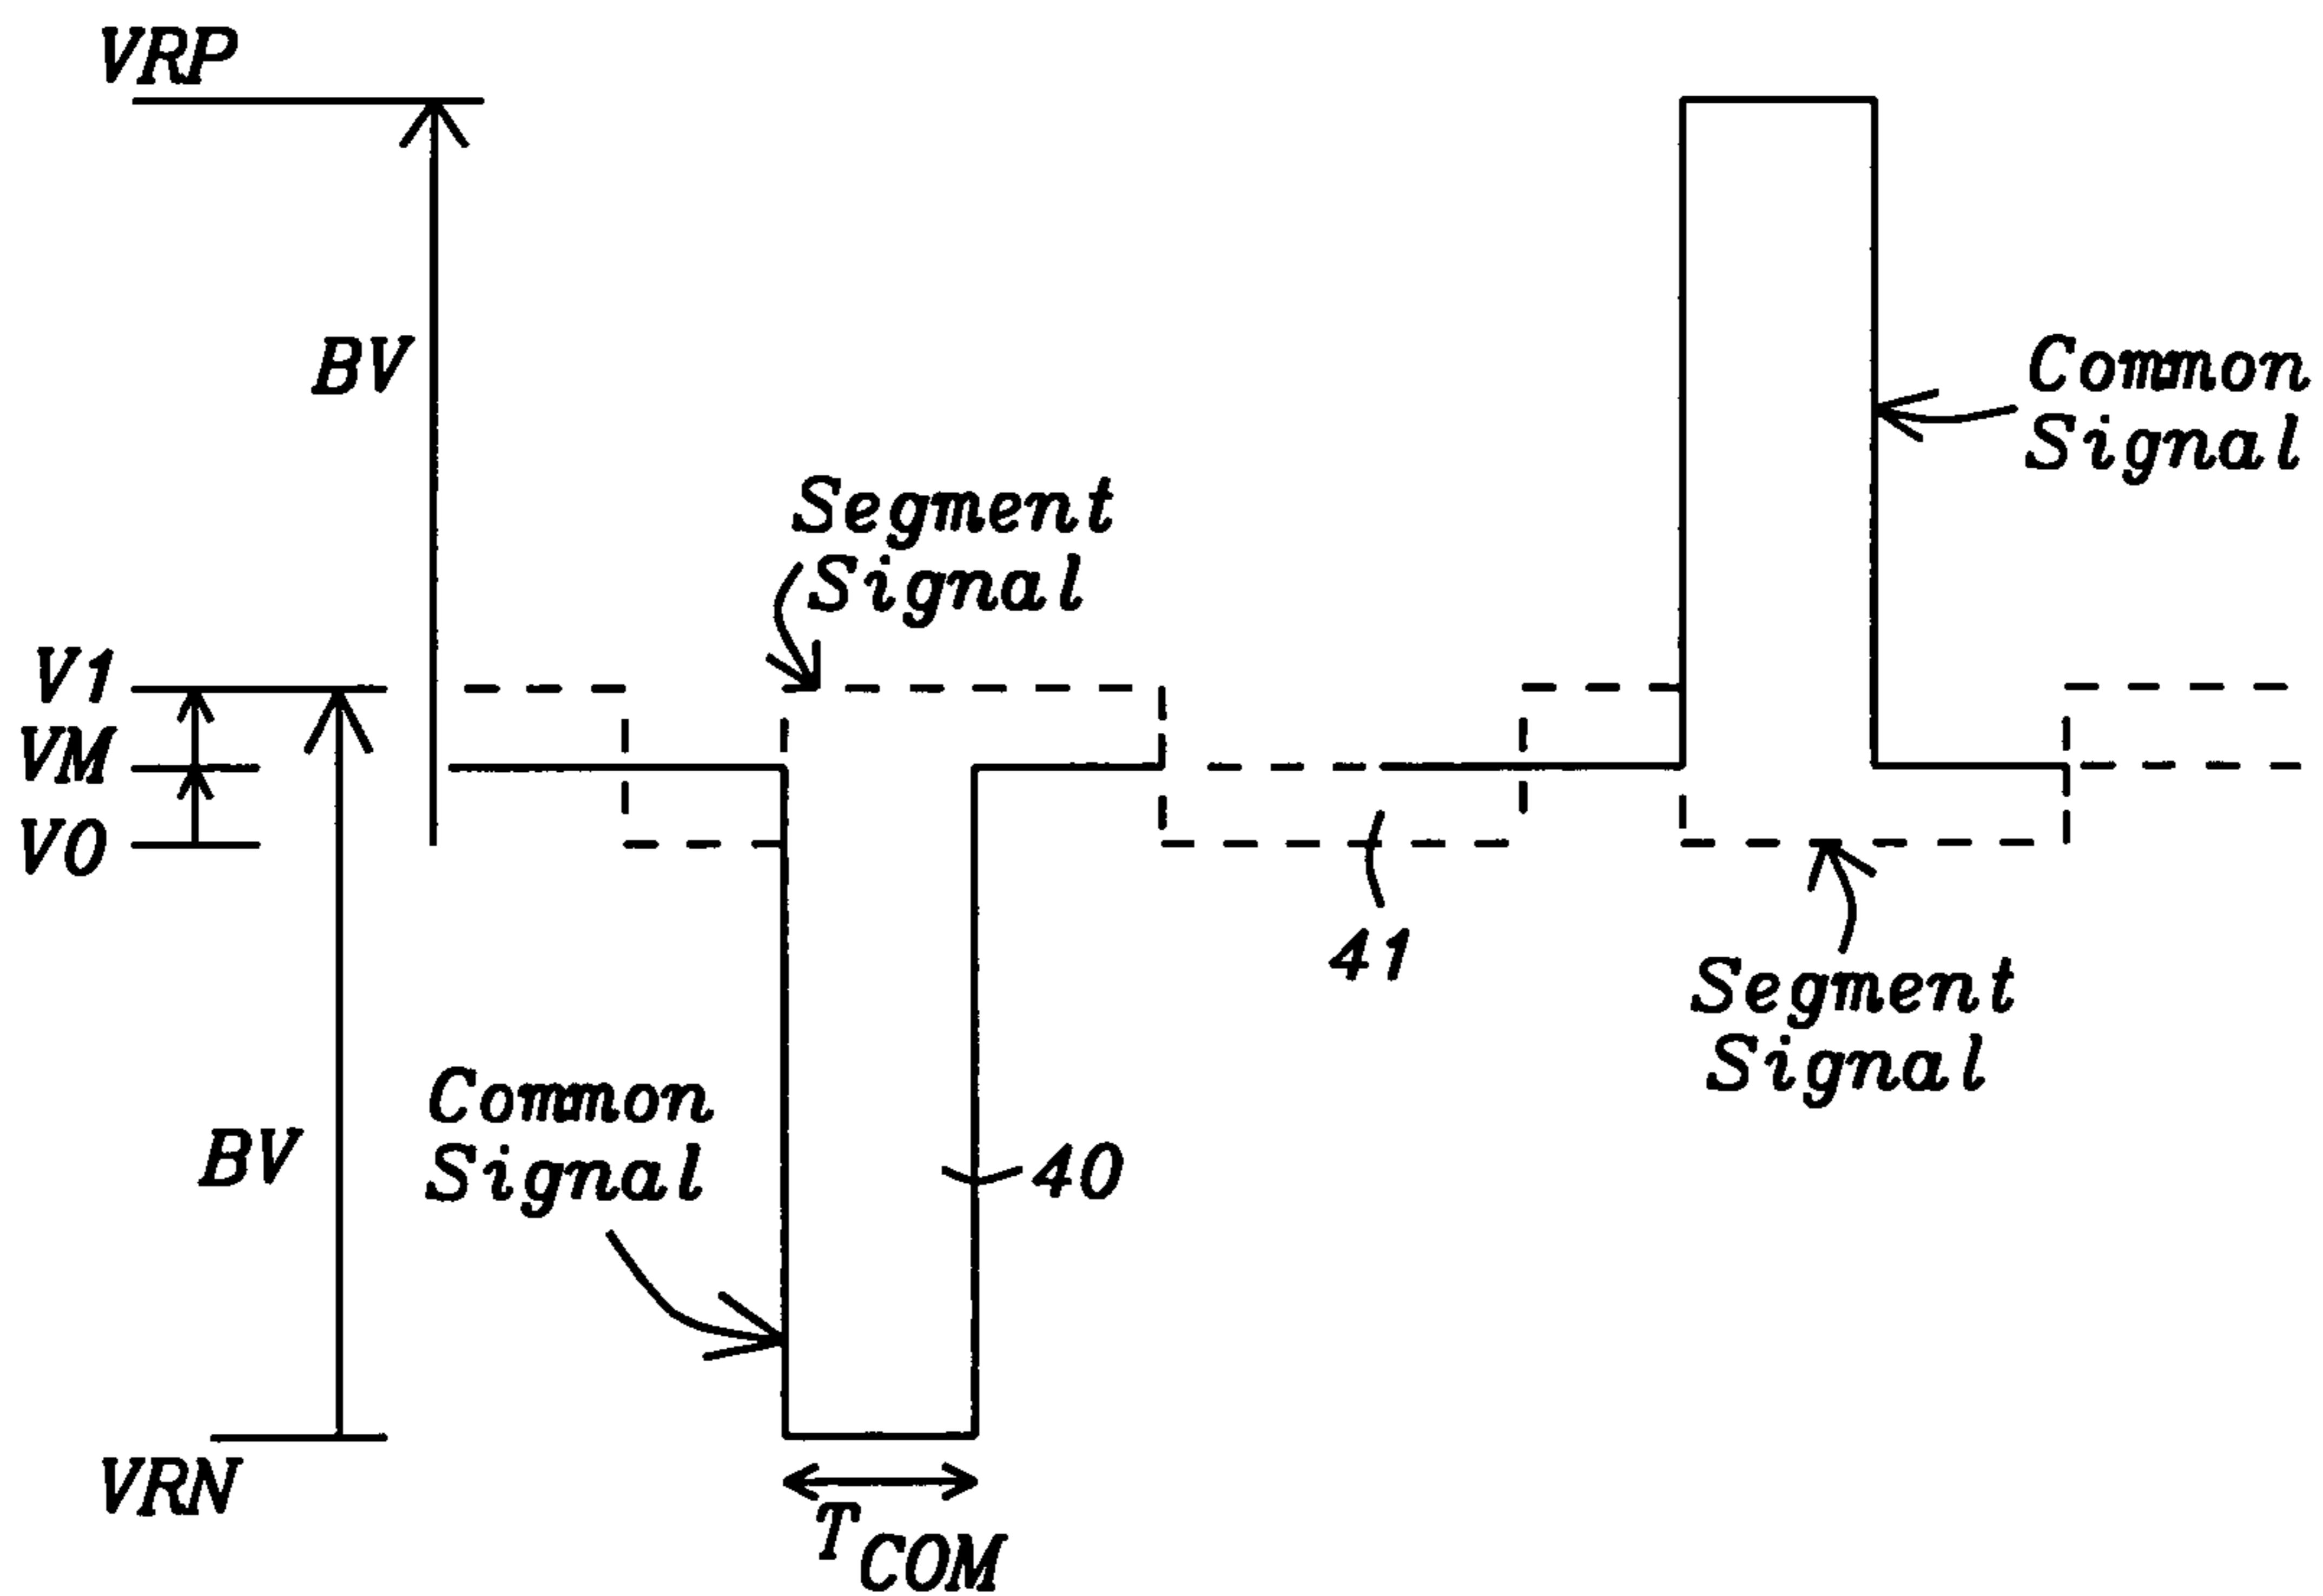 VRP
BV
Common
Signal
Segment
Signal
V1
VM
V0
41
Segment
Signal
Common
Signal
BV
40
VRN
TCOM